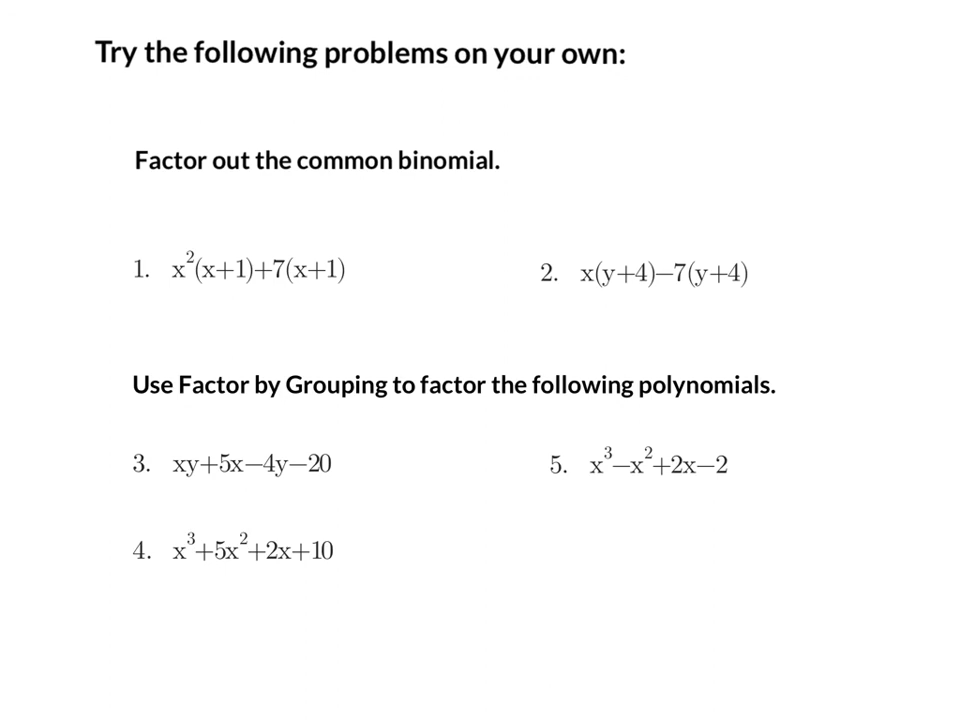 Try the following problems on your own:
Factor out the common binomial.
1. x²(x+1)+7(x+1)
2. x(y+4)–7(y+4)
Use Factor by Grouping to factor the following polynomials.
3. xy+5x–4y–20
5. x³–x²+2x–2
4. x³+5x²+2x+10